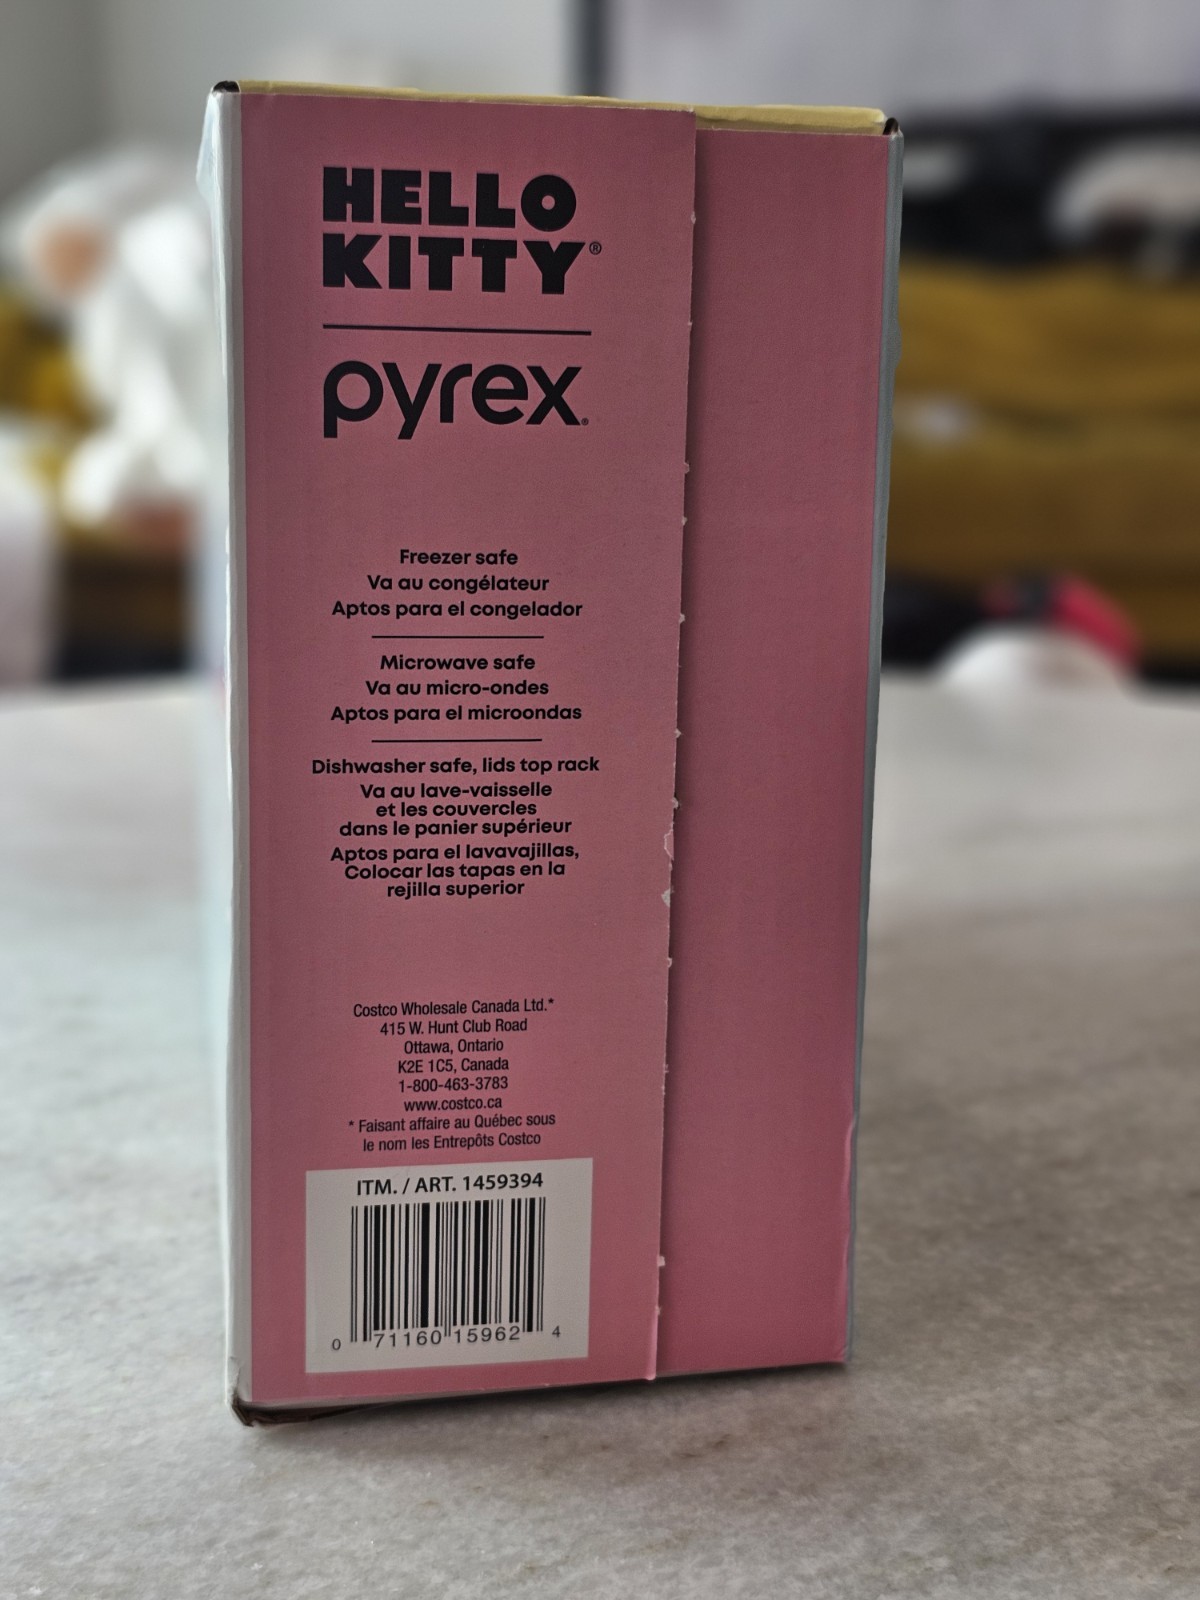 HELLO
KITTY®
pyrex®
Freezer safe
Va au congélateur
Aptos para el congelador
Microwave safe
Va au micro-ondes
Aptos para el microondas
Dishwasher safe, lids top rack
Va au lave-vaisselle
et les couvercles
dans le panier supérieur
Aptos para el lavavajillas,
Colocar las tapas en la
rejilla superior
Costco Wholesale Canada Ltd.*
415 W. Hunt Club Road
Ottawa, Ontario
K2E 1C5, Canada
1-800-463-3783
www.costco.ca
* Faisant affaire au Québec sous
le nom les Entrepôts Costco
ITM. / ART. 1459394
0 71160 15962 4